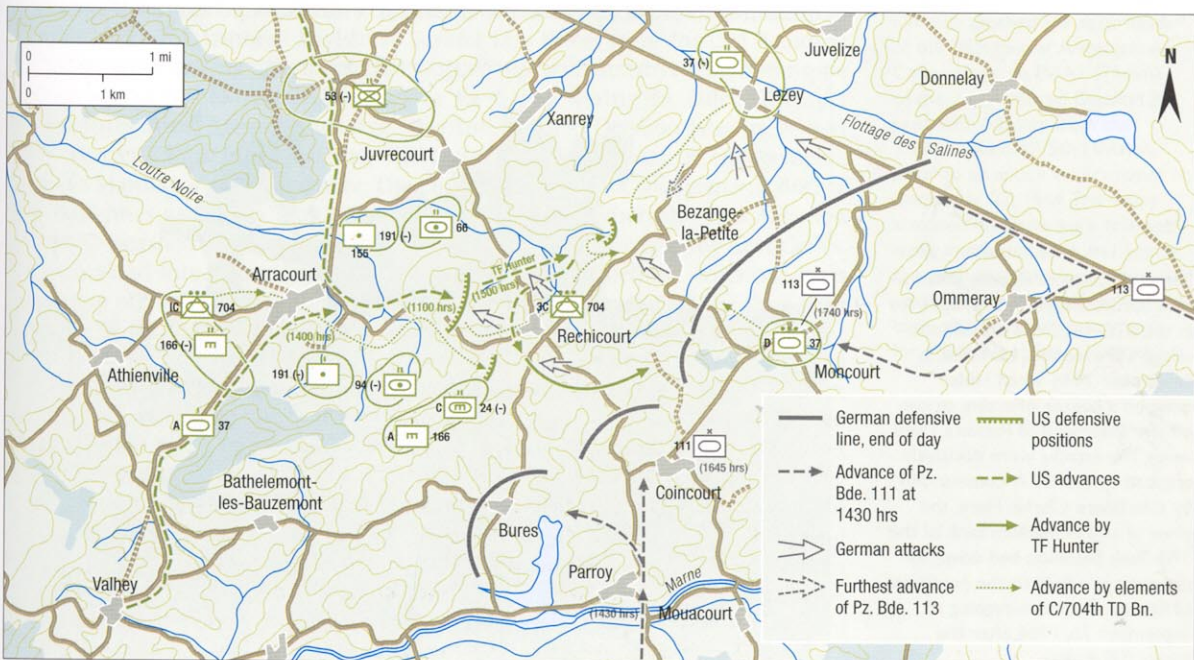 0 1 mi
0 1 km
N
53 (-)
II
37 (-)
II
Juvelize
Donnelay
Lezey
Xanrey
Juvrecourt
Loutre Noire
Flottage des Salines
191 (-)
155
66
Bezange-
la-Petite
TF Hunter
(1500 hrs)
Arracourt
IC
704
(1100 hrs)
3C
704
Rechicourt
113
(1740 hrs)
Ommeray
113
166 (-)
(1400 hrs)
D
37
Moncourt
Athienville
191 (-)
94 (-)
C
24 (-)
A
166
A
37
111
(1645 hrs)
Coincourt
Bathelemont-
les-Bauzemont
Bures
Valhey
Parroy
Marne
(1430 hrs)
Mouacourt
German defensive
line, end of day
Advance of Pz.
Bde. 111 at
1430 hrs
German attacks
Furthest advance
of Pz. Bde. 113
US defensive
positions
US advances
Advance by
TF Hunter
Advance by elements
of C/704th TD Bn.